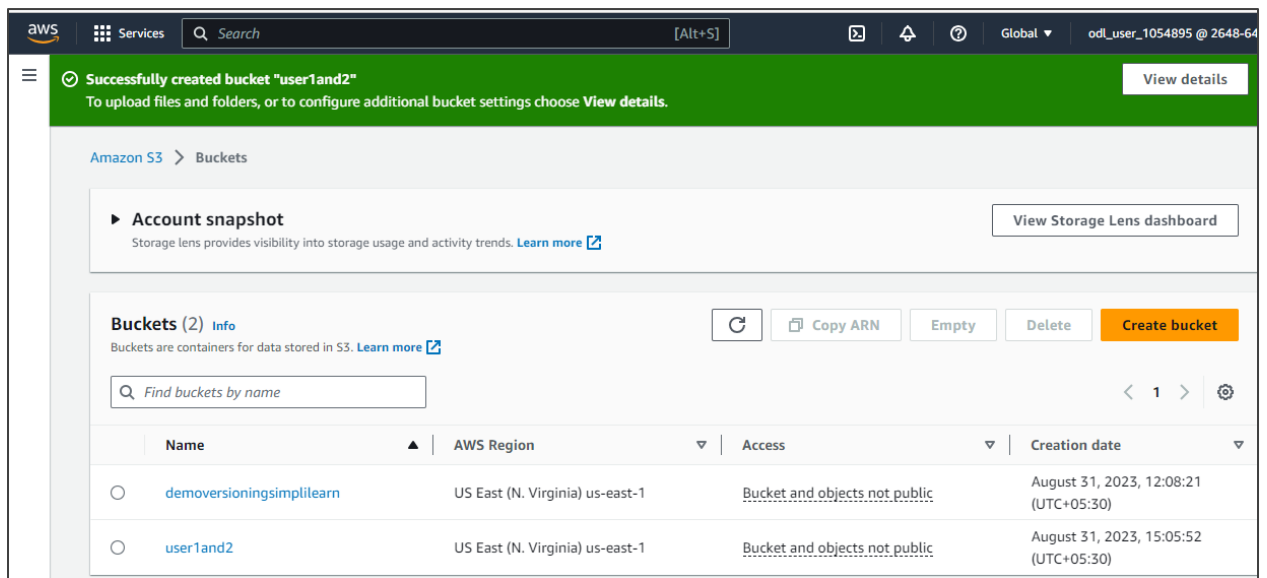 aws Services Search [Alt+S] Global ▼ odl_user_1054895 @ 2648-64
Successfully created bucket "user1and2"
View details
To upload files and folders, or to configure additional bucket settings choose View details.
Amazon S3 > Buckets
Account snapshot
View Storage Lens dashboard
Storage lens provides visibility into storage usage and activity trends. Learn more
Buckets (2) Info
Copy ARN Empty Delete Create bucket
Buckets are containers for data stored in S3. Learn more
Find buckets by name
< 1 >
Name AWS Region Access Creation date
demoversioningsimplilearn US East (N. Virginia) us-east-1 Bucket and objects not public August 31, 2023, 12:08:21
(UTC+05:30)
user1and2 US East (N. Virginia) us-east-1 Bucket and objects not public August 31, 2023, 15:05:52
(UTC+05:30)